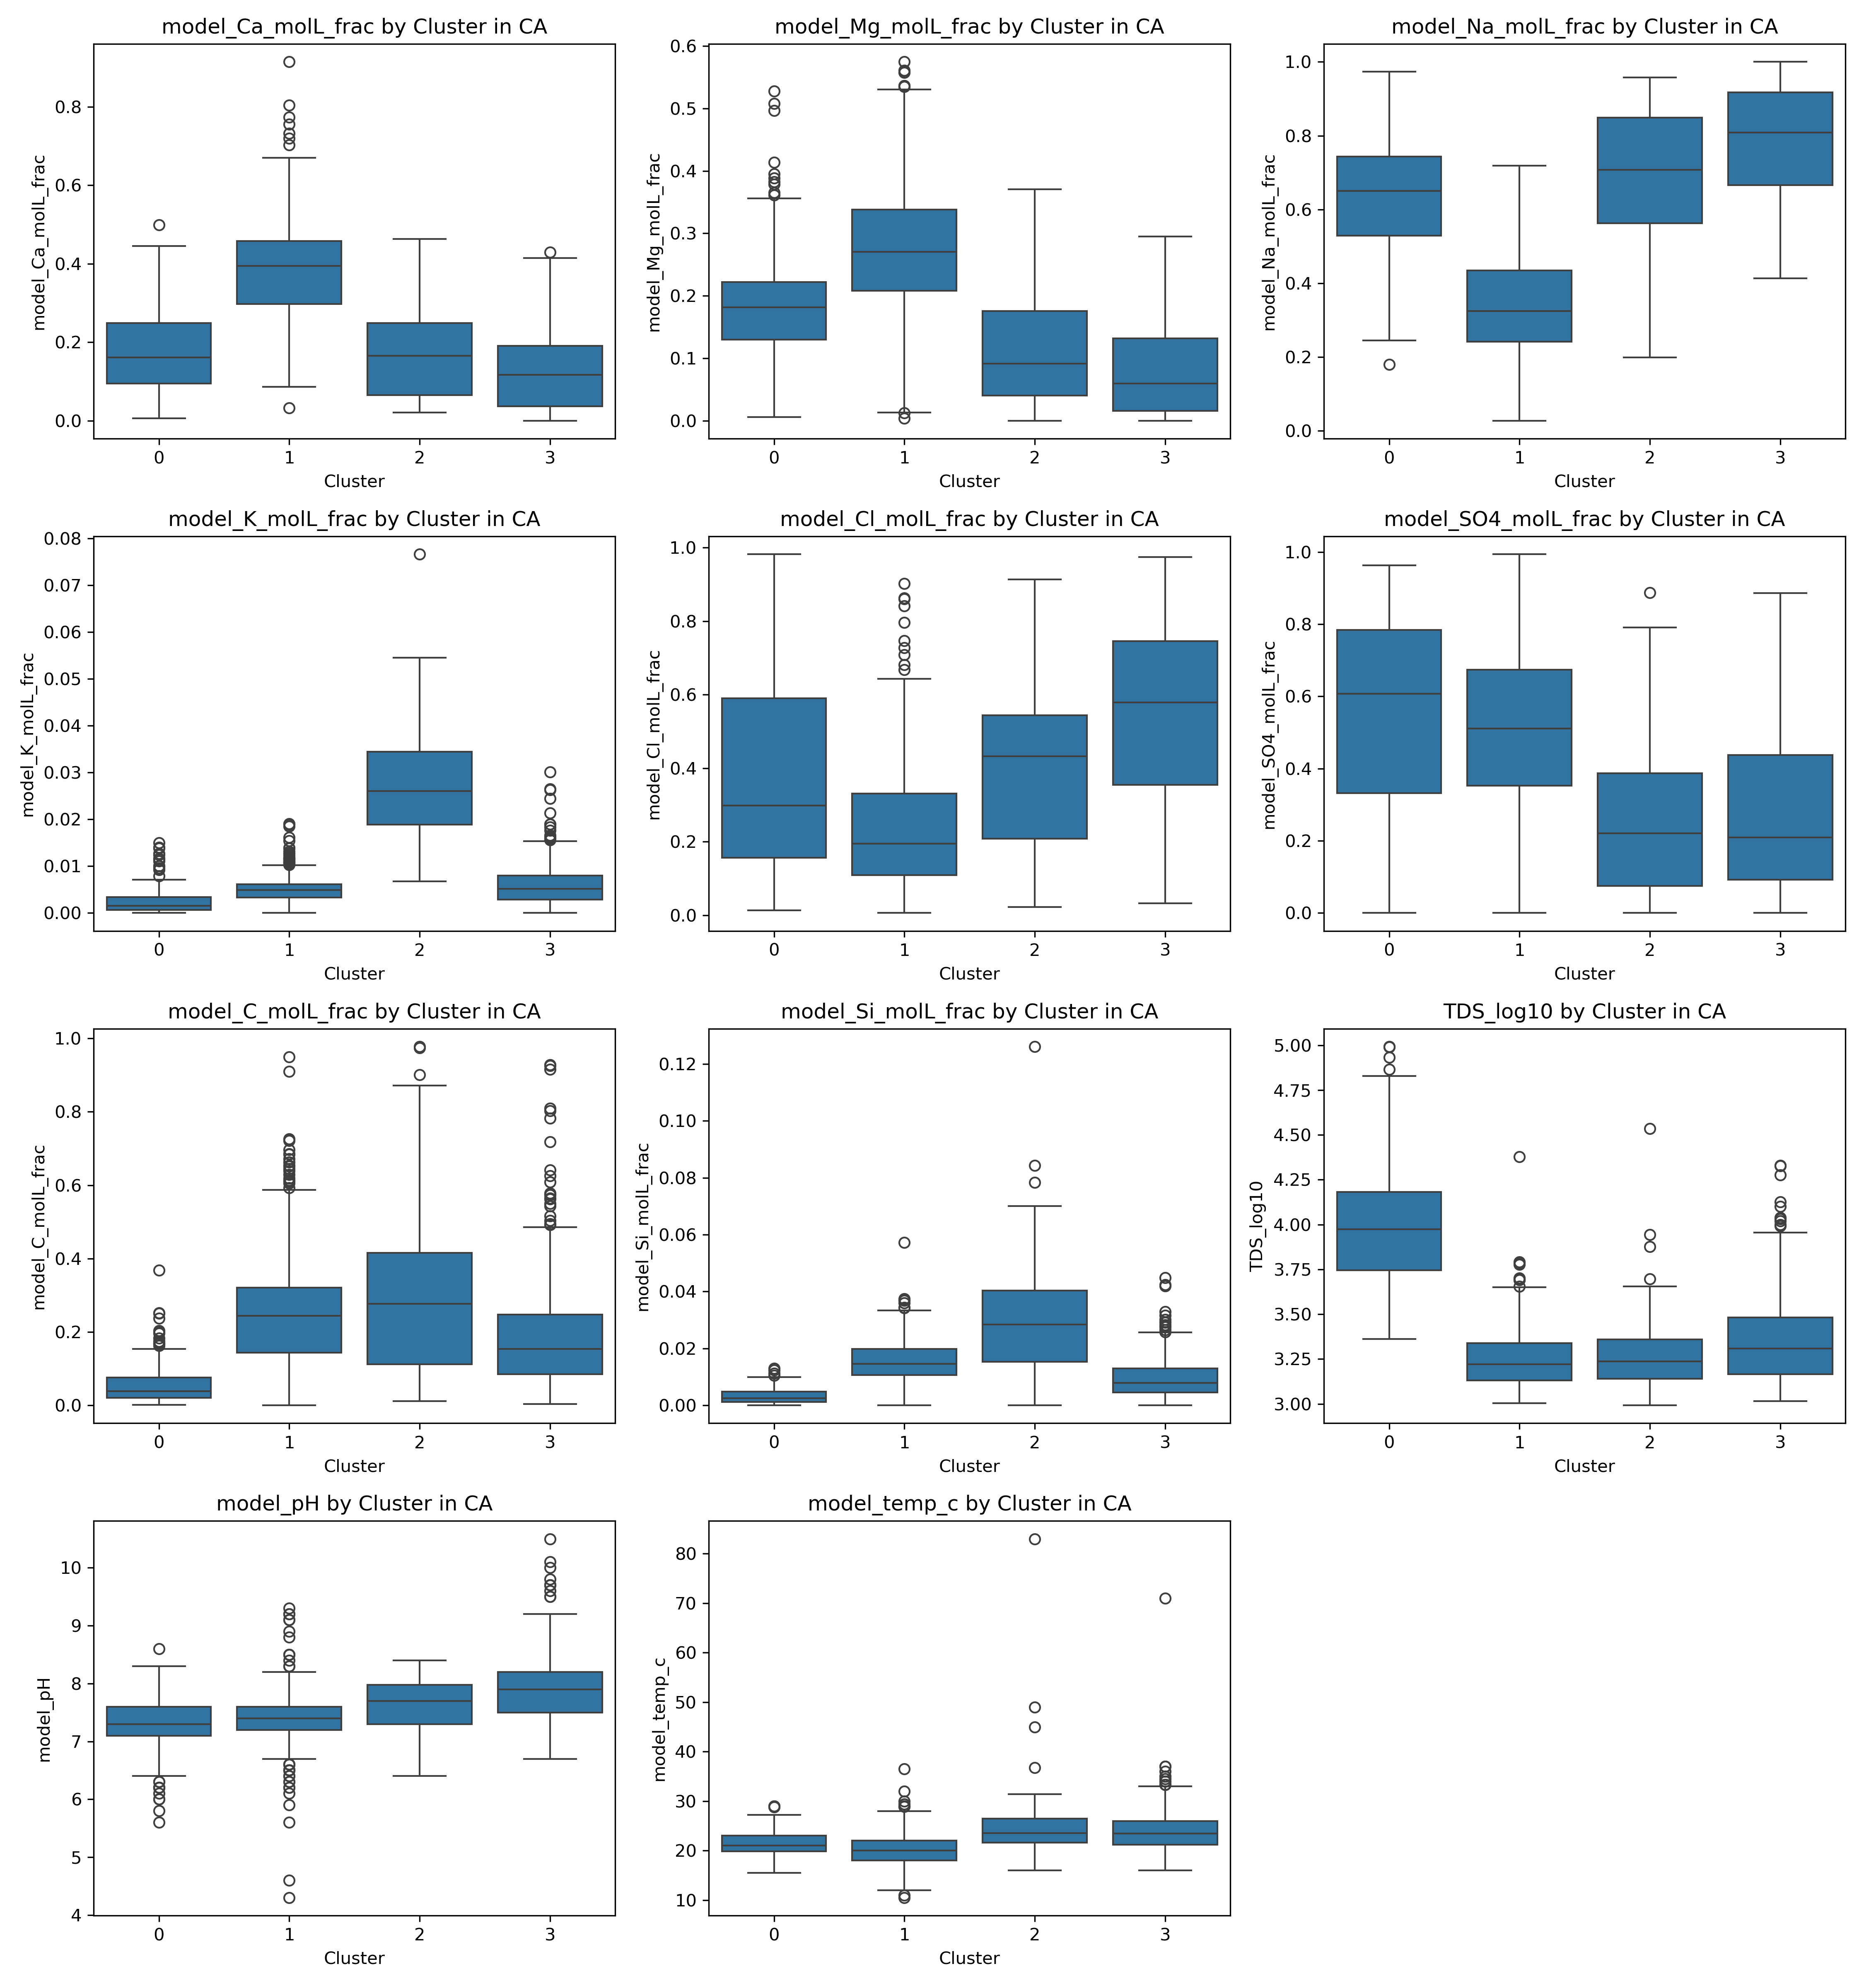 model_Ca_molL_frac by Cluster in CA
model_Ca_molL_frac
0.8
0.6
0.4
0.2
0.0
0 1 2 3
Cluster
model_Mg_molL_frac by Cluster in CA
model_Mg_molL_frac
0.6
0.5
0.4
0.3
0.2
0.1
0.0
0 1 2 3
Cluster
model_Na_molL_frac by Cluster in CA
model_Na_molL_frac
1.0
0.8
0.6
0.4
0.2
0.0
0 1 2 3
Cluster
model_K_molL_frac by Cluster in CA
model_K_molL_frac
0.08
0.07
0.06
0.05
0.04
0.03
0.02
0.01
0.00
0 1 2 3
Cluster
model_Cl_molL_frac by Cluster in CA
model_Cl_molL_frac
1.0
0.8
0.6
0.4
0.2
0.0
0 1 2 3
Cluster
model_SO4_molL_frac by Cluster in CA
model_SO4_molL_frac
1.0
0.8
0.6
0.4
0.2
0.0
0 1 2 3
Cluster
model_C_molL_frac by Cluster in CA
model_C_molL_frac
1.0
0.8
0.6
0.4
0.2
0.0
0 1 2 3
Cluster
model_Si_molL_frac by Cluster in CA
model_Si_molL_frac
0.12
0.10
0.08
0.06
0.04
0.02
0.00
0 1 2 3
Cluster
TDS_log10 by Cluster in CA
TDS_log10
5.00
4.75
4.50
4.25
4.00
3.75
3.50
3.25
3.00
0 1 2 3
Cluster
model_pH by Cluster in CA
model_pH
10
9
8
7
6
5
4
0 1 2 3
Cluster
model_temp_c by Cluster in CA
model_temp_c
80
70
60
50
40
30
20
10
0 1 2 3
Cluster